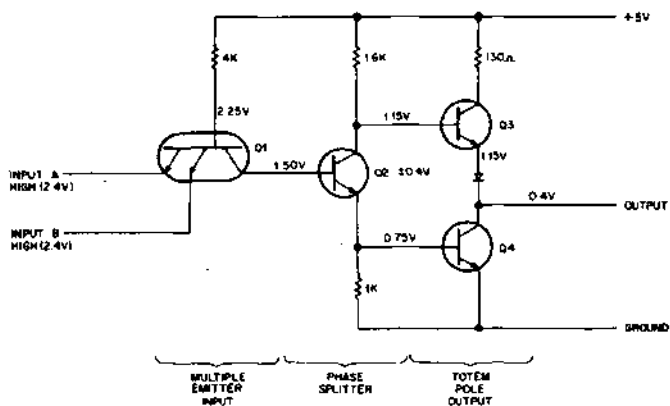 +5V
4K
1.6K
130Ω
2.25V
Q1
1.15V
Q3
1.15V
INPUT A
HIGH (2.4V)
1.50V
Q2
≤0.4V
0.4V
OUTPUT
INPUT B
HIGH (2.4V)
0.75V
Q4
1K
GROUND
MULTIPLE
EMITTER
INPUT
PHASE
SPLITTER
TOTEM
POLE
OUTPUT